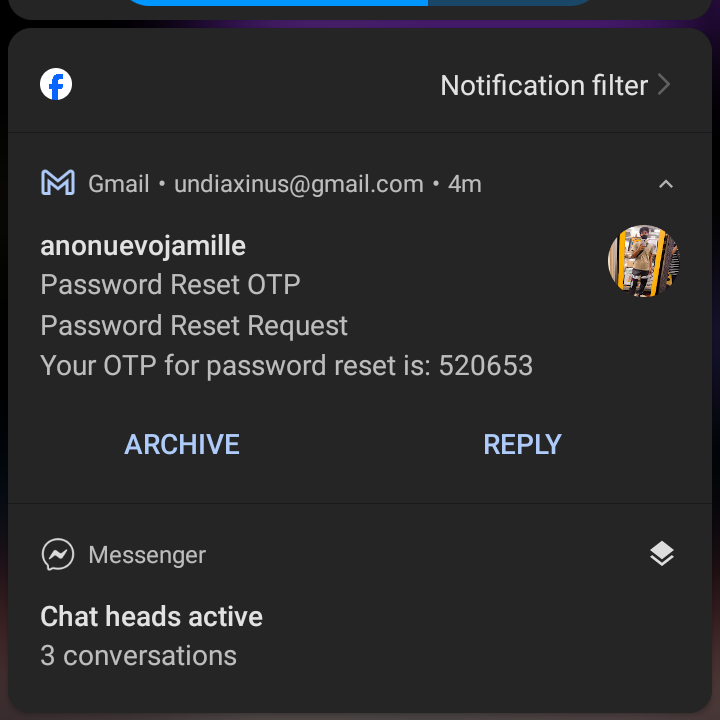 Notification filter
Gmail • undiaxinus@gmail.com • 4m
anonuevojamille
Password Reset OTP
Password Reset Request
Your OTP for password reset is: 520653
ARCHIVE REPLY
Messenger
Chat heads active
3 conversations